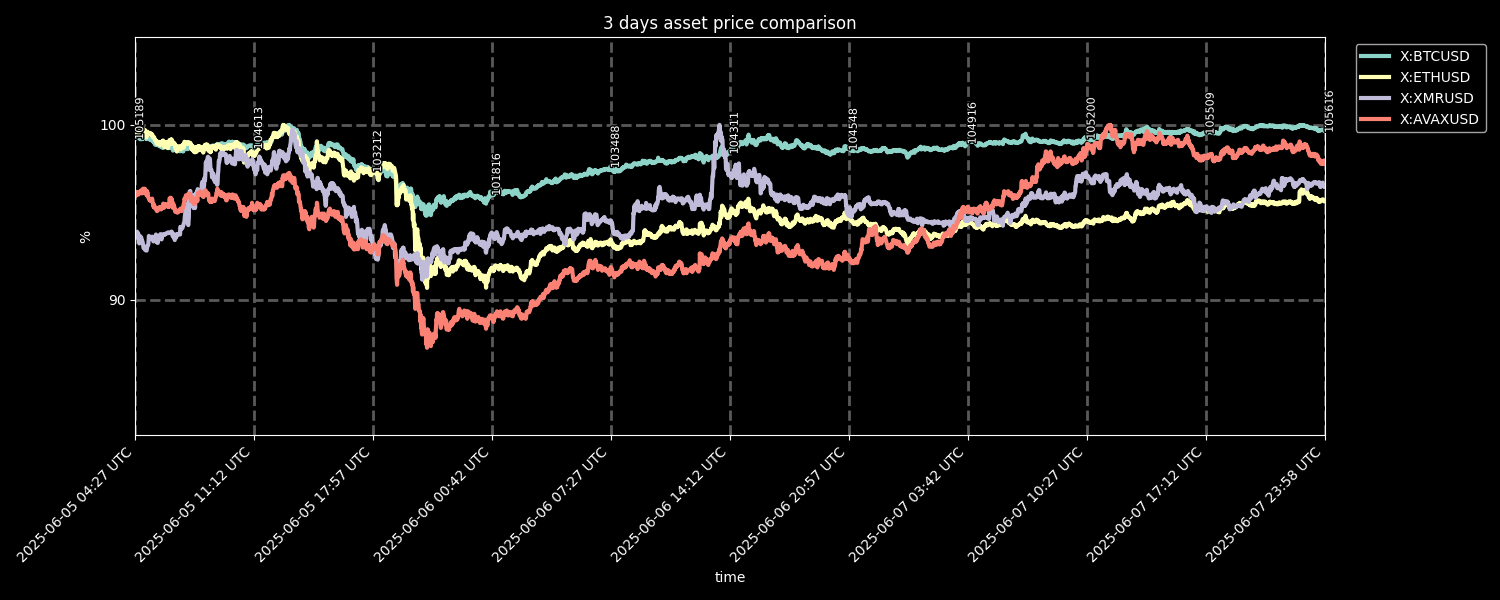 3 days asset price comparison
X:BTCUSD
X:ETHUSD
X:XMRUSD
X:AVAXUSD
%
100
90
105189
104613
103212
101816
103488
104311
104548
104916
105200
105509
105616
2025-06-05 04:27 UTC
2025-06-05 11:12 UTC
2025-06-05 17:57 UTC
2025-06-06 00:42 UTC
2025-06-06 07:27 UTC
2025-06-06 14:12 UTC
2025-06-06 20:57 UTC
2025-06-07 03:42 UTC
2025-06-07 10:27 UTC
2025-06-07 17:12 UTC
2025-06-07 23:58 UTC
time